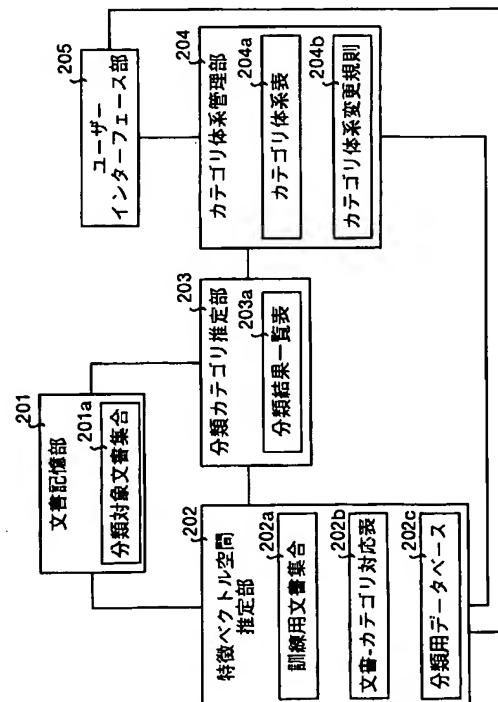 201
文書記憶部
201a
分類対象文書集合
205
ユーザー
インターフェース部
202
特徴ベクトル空間
推定部
202a
訓練用文書集合
202b
文書-カテゴリ対応表
202c
分類用データベース
203
分類カテゴリ推定部
203a
分類結果一覧表
204
カテゴリ体系管理部
204a
カテゴリ体系表
204b
カテゴリ体系変更規則